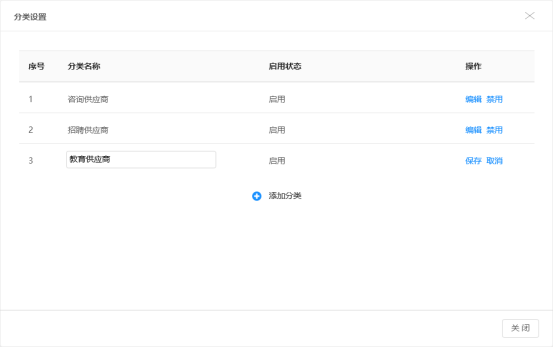 分类设置
序号 分类名称 启用状态 操作
1 咨询供应商 启用 编辑 禁用
2 招聘供应商 启用 编辑 禁用
3 教育供应商 启用 保存 取消
添加分类
关 闭